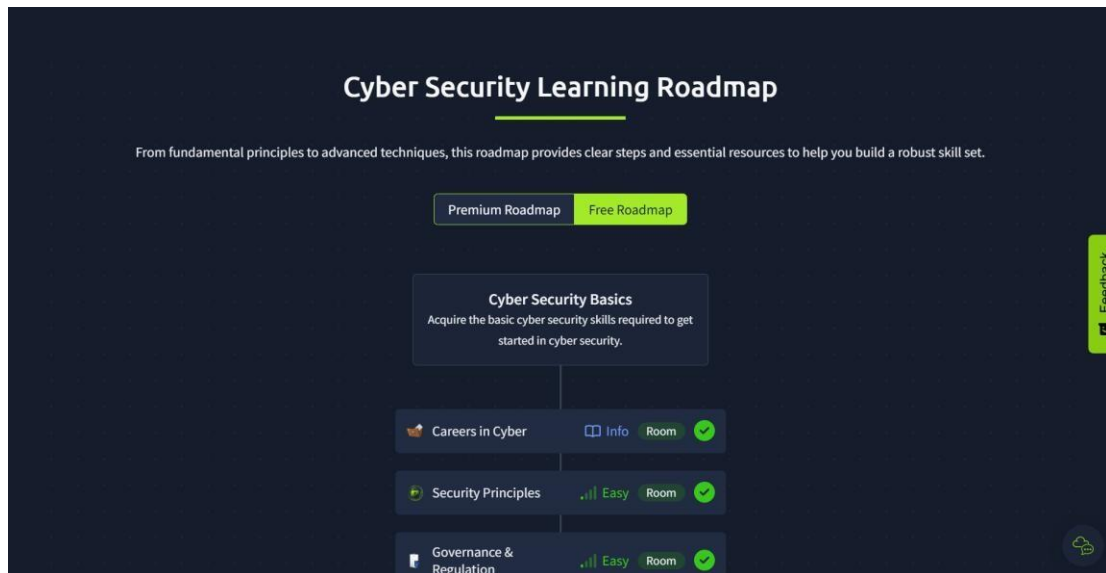 Cyber Security Learning Roadmap
From fundamental principles to advanced techniques, this roadmap provides clear steps and essential resources to help you build a robust skill set.
Premium Roadmap
Free Roadmap
Feedback
Cyber Security Basics
Acquire the basic cyber security skills required to get
started in cyber security.
Careers in Cyber Info Room
Security Principles Easy Room
Governance &
Regulation Easy Room